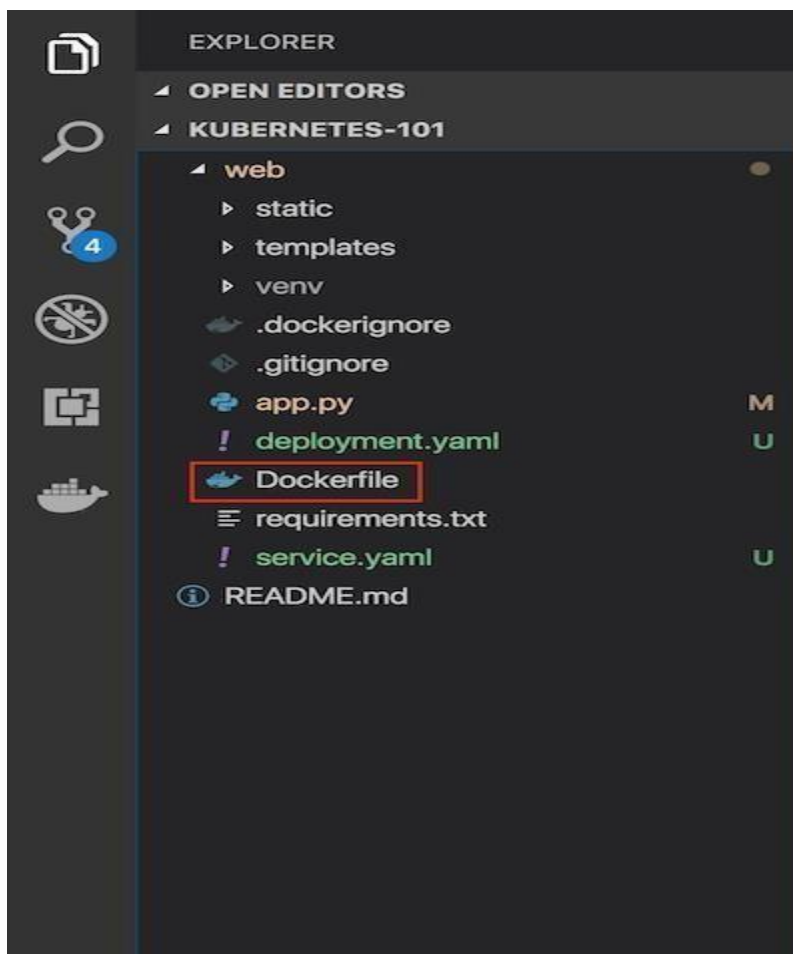 EXPLORER
OPEN EDITORS
KUBERNETES-101
web
static
templates
4
venv
.dockerignore
.gitignore
app.py M
deployment.yaml U
Dockerfile
requirements.txt
service.yaml U
README.md